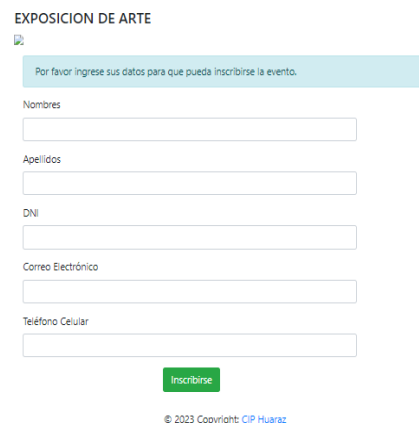 EXPOSICION DE ARTE
Por favor ingrese sus datos para que pueda inscribirse la evento.
Nombres
Apellidos
DNI
Correo Electrónico
Teléfono Celular
Inscribirse
© 2023 Copyright: CIP Huaraz